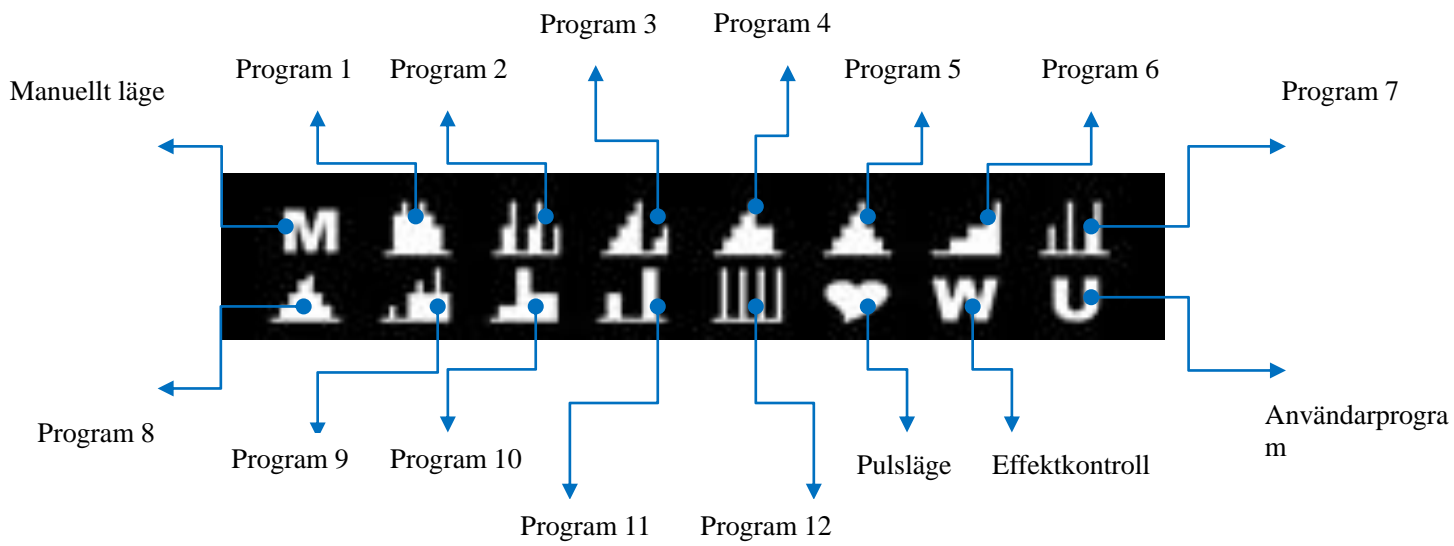 Program 3
Program 4
Program 1
Program 2
Program 5
Program 6
Manuellt läge
Program 7
M
W
U
Program 8
Program 9
Program 10
Pulsläge
Effektkontroll
Användarprogra
m
Program 11
Program 12